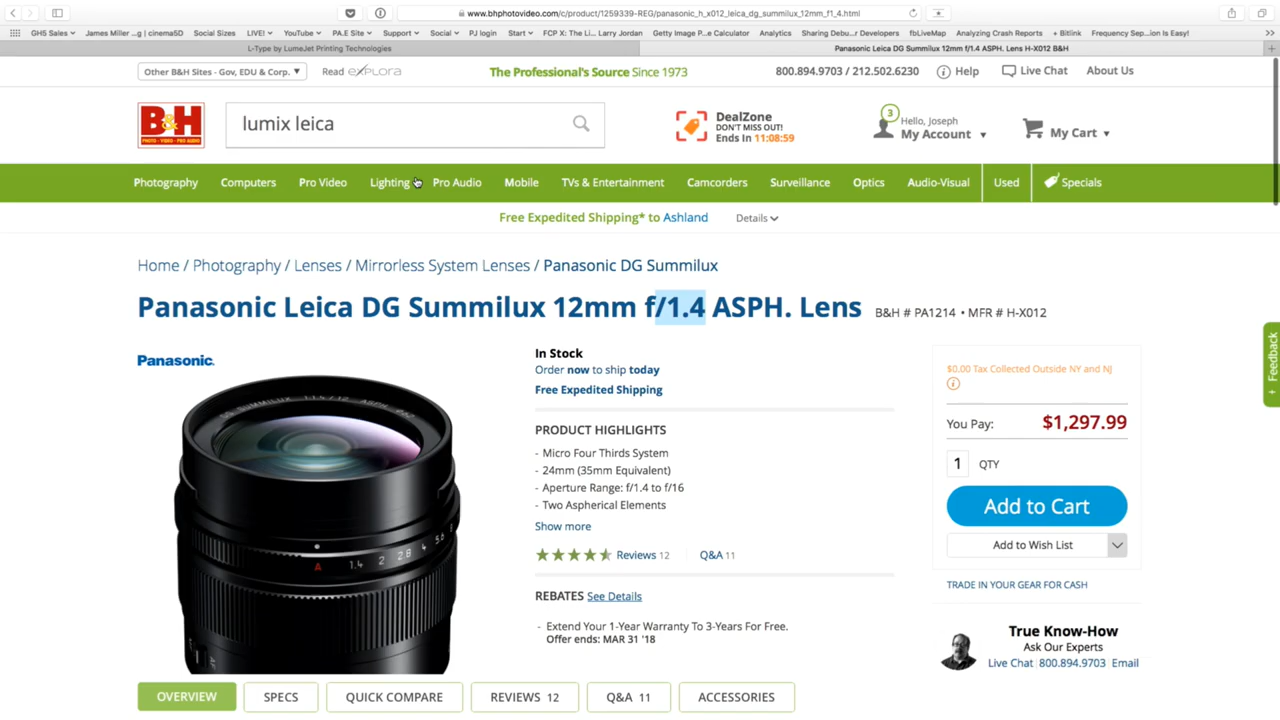 www.bhphotovideo.com/c/product/1259339-REG/panasonic_h_x012_leica_dg_summilux_12mm_f1_4.html
GHS Sales James Miller ...g | cinema5D Social Sizes LIVE! YouTube PA.E Site Support Social PJ login Start FCP X: The Li... Larry Jordan Getty Image P...e Calculator Analytics Sharing Debu...r Developers fbLiveMap Analyzing Crash Reports + Bitlink Frequency Sep...ion Is Easy!
L-Type by LumeJet Printing Technologies
Panasonic Leica DG Summilux 12mm f/1.4 ASPH. Lens H-X012 B&H
Other B&H Sites - Gov, EDU & Corp. Read explora The Professional's Source Since 1973 800.894.9703 / 212.502.6230 Help Live Chat About Us
B&H
PHOTO · VIDEO · PRO AUDIO
lumix leica
DealZone
DON'T MISS OUT!
Ends In 11:08:59
3
Hello, Joseph
My Account
My Cart
Photography Computers Pro Video Lighting Pro Audio Mobile TVs & Entertainment Camcorders Surveillance Optics Audio-Visual Used Specials
Free Expedited Shipping* to Ashland Details
Home / Photography / Lenses / Mirrorless System Lenses / Panasonic DG Summilux
Panasonic Leica DG Summilux 12mm f/1.4 ASPH. Lens B&H # PA1214 • MFR # H-X012
Panasonic
In Stock
Order now to ship today
Free Expedited Shipping
PRODUCT HIGHLIGHTS
- Micro Four Thirds System
- 24mm (35mm Equivalent)
- Aperture Range: f/1.4 to f/16
- Two Aspherical Elements
Show more
Reviews 12 Q&A 11
REBATES See Details
- Extend Your 1-Year Warranty To 3-Years For Free.
Offer ends: MAR 31 '18
$0.00 Tax Collected Outside NY and NJ
You Pay: $1,297.99
1 QTY
Add to Cart
Add to Wish List
TRADE IN YOUR GEAR FOR CASH
True Know-How
Ask Our Experts
Live Chat 800.894.9703 Email
+ Feedback
DG SUMMILUX 1:1.4/12 ASPH.
A 1.4 2 2.8 4 5.6 8
AF
OVERVIEW SPECS QUICK COMPARE REVIEWS 12 Q&A 11 ACCESSORIES